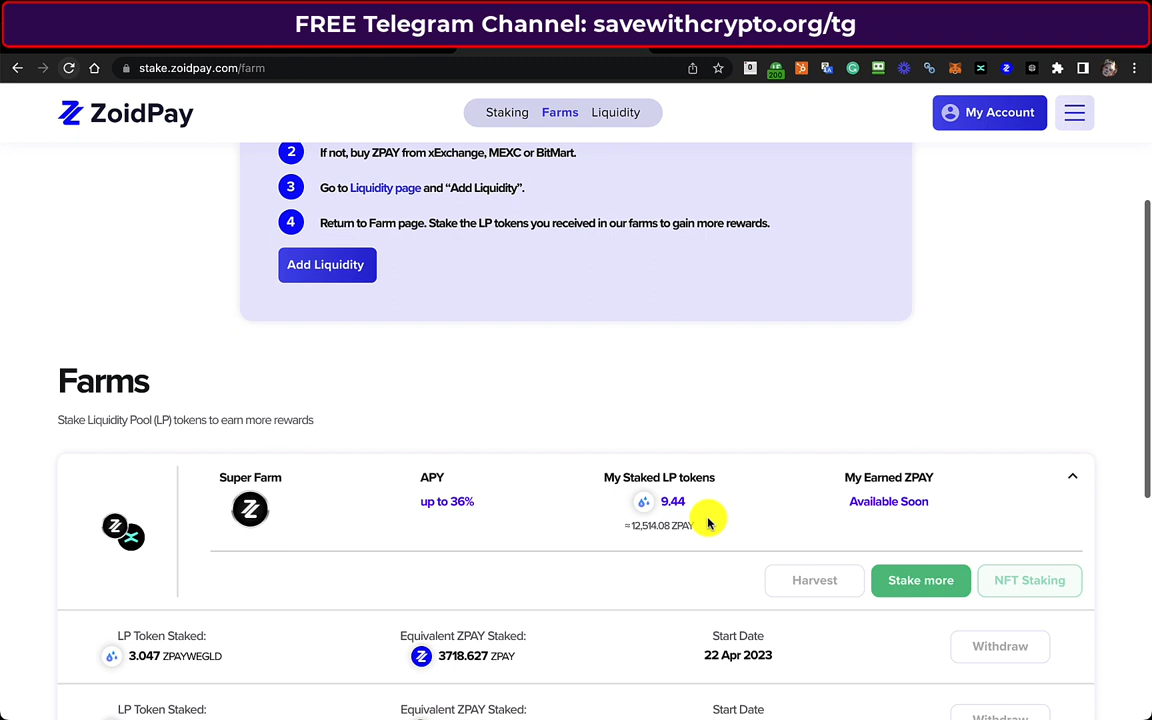 FREE Telegram Channel: savewithcrypto.org/tg
stake.zoidpay.com/farm
200
ZoidPay
Staking Farms Liquidity
My Account
2 If not, buy ZPAY from xExchange, MEXC or BitMart.
3 Go to Liquidity page and “Add Liquidity”.
4 Return to Farm page. Stake the LP tokens you received in our farms to gain more rewards.
Add Liquidity
Farms
Stake Liquidity Pool (LP) tokens to earn more rewards
Super Farm APY My Staked LP tokens My Earned ZPAY
up to 36% 9.44 Available Soon
≈ 12,514.08 ZPAY
Harvest Stake more NFT Staking
LP Token Staked: Equivalent ZPAY Staked: Start Date
3.047 ZPAYWEGLD 3718.627 ZPAY 22 Apr 2023 Withdraw
LP Token Staked: Equivalent ZPAY Staked: Start Date
Withdraw